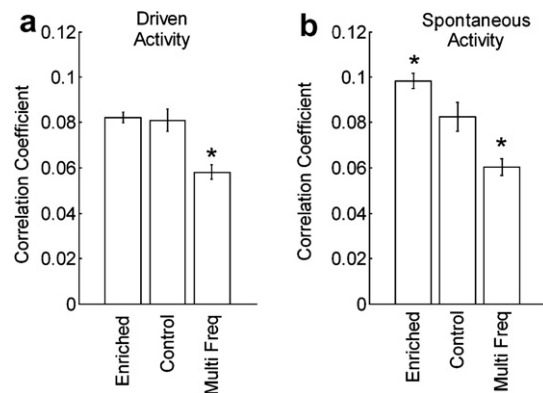 a
Driven
Activity
Correlation Coefficient
0.12
0.1
0.08
0.06
0.04
0.02
0
*
Enriched
Control
Multi Freq
b
Spontaneous
Activity
Correlation Coefficient
0.12
0.1
0.08
0.06
0.04
0.02
0
*
*
Enriched
Control
Multi Freq